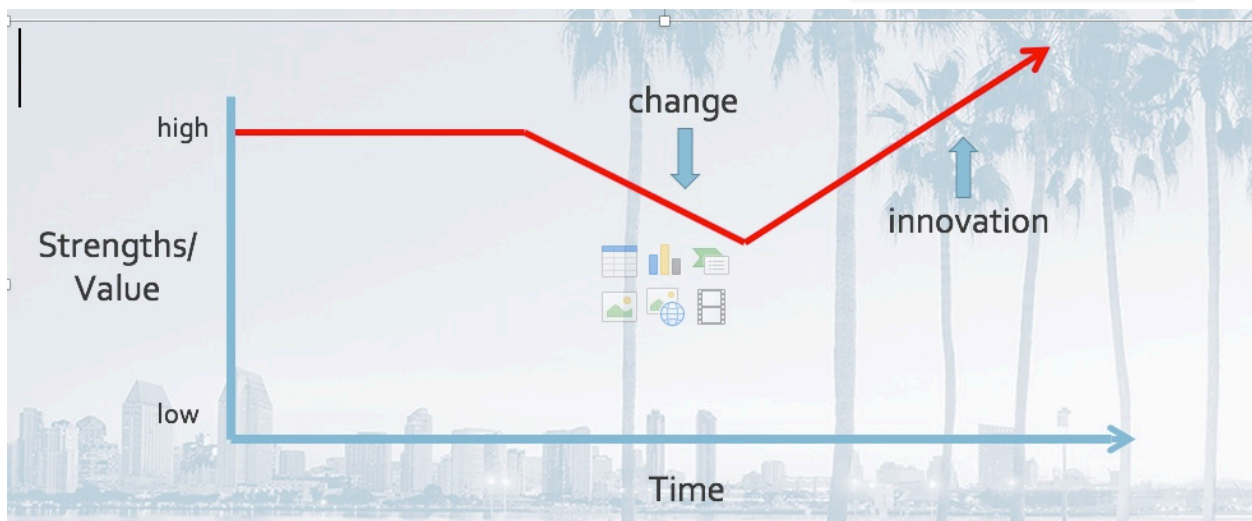 change
high
innovation
Strengths/
Value
low
Time